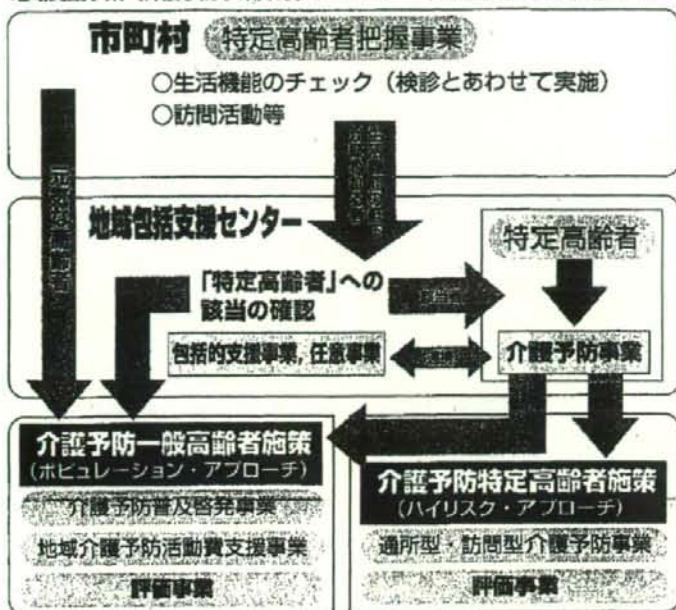 市町村 特定高齢者把握事業
○生活機能のチェック（検診とあわせて実施）
○訪問活動等
地域包括支援センター
特定高齢者
「特定高齢者」への
該当の確認
包括的支援事業，任意事業
介護予防事業
介護予防一般高齢者施策
（ポピュレーション・アプローチ）
介護予防普及啓発事業
地域介護予防活動費支援事業
評価事業
介護予防特定高齢者施策
（ハイリスク・アプローチ）
通所型・訪問型介護予防事業
評価事業